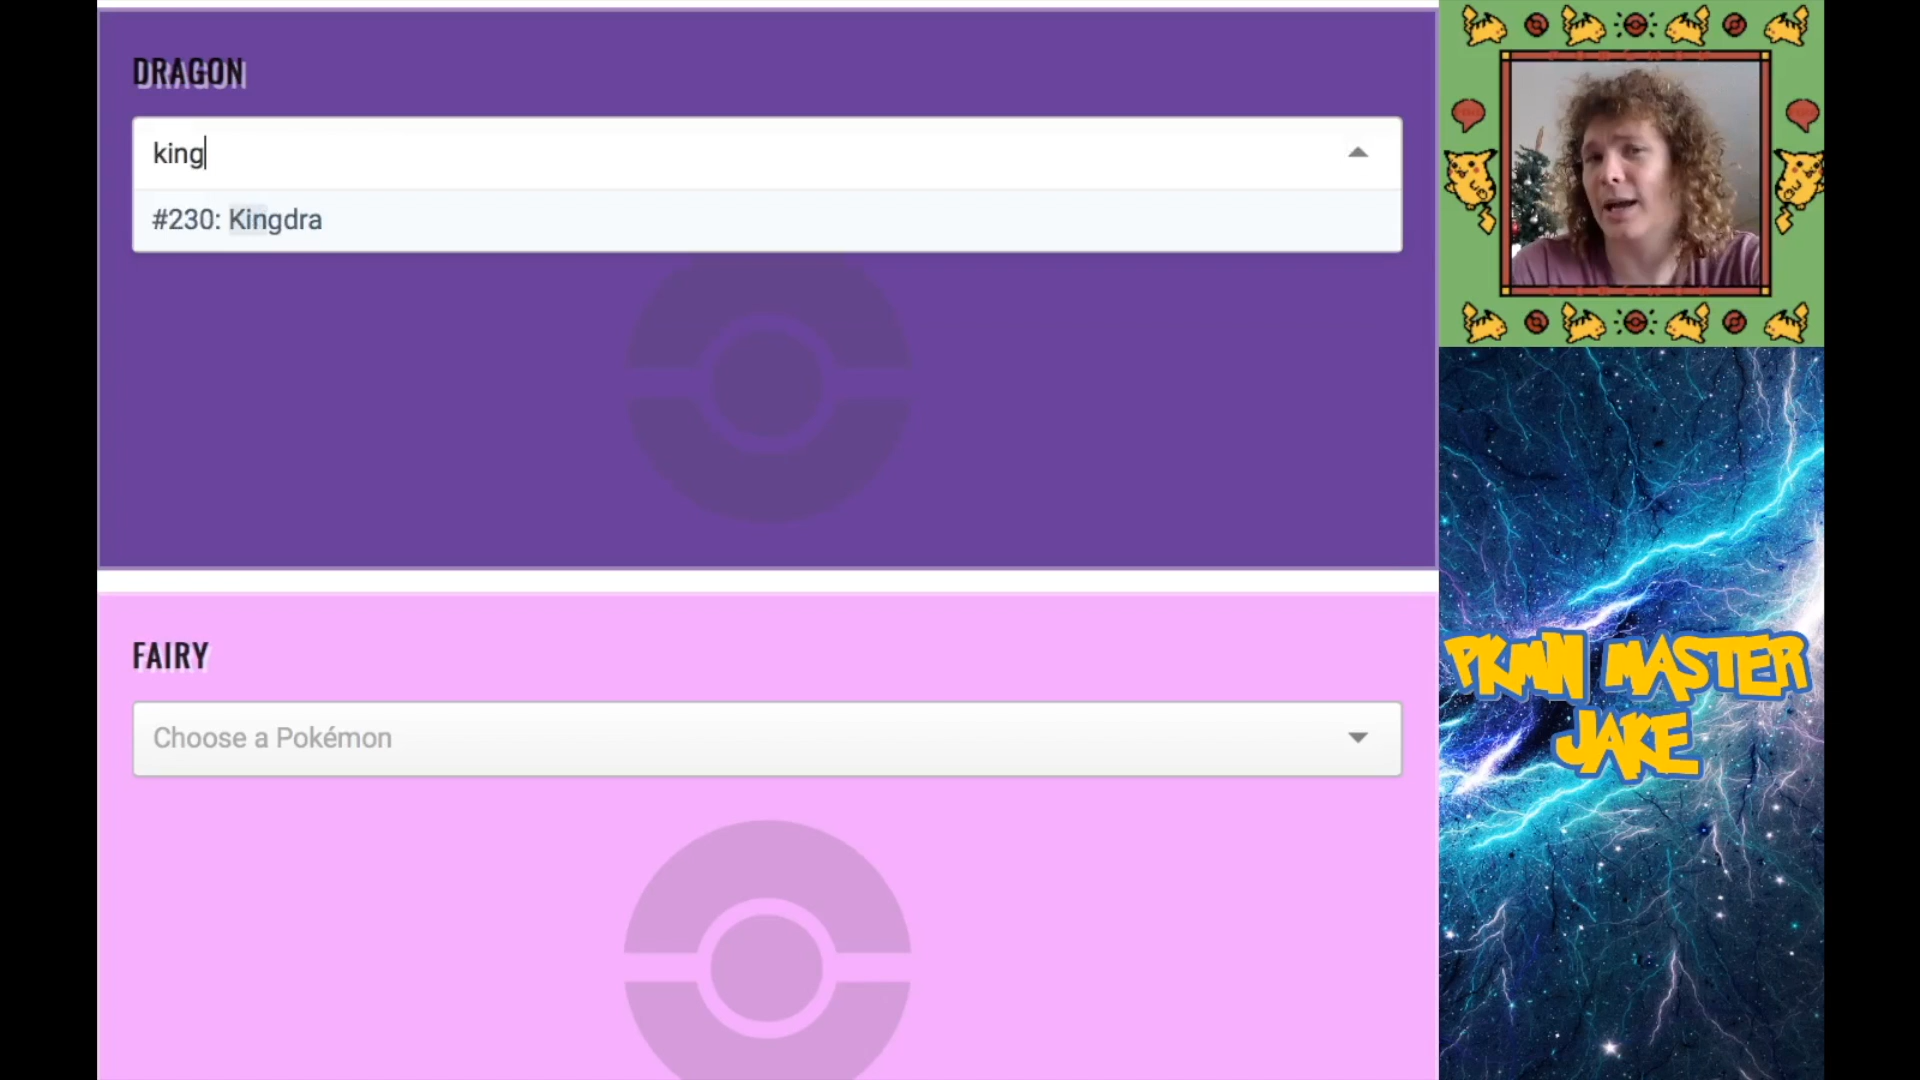 DRAGON
king
#230: Kingdra
FAIRY
Choose a Pokémon
PKMN MASTER
JAKE